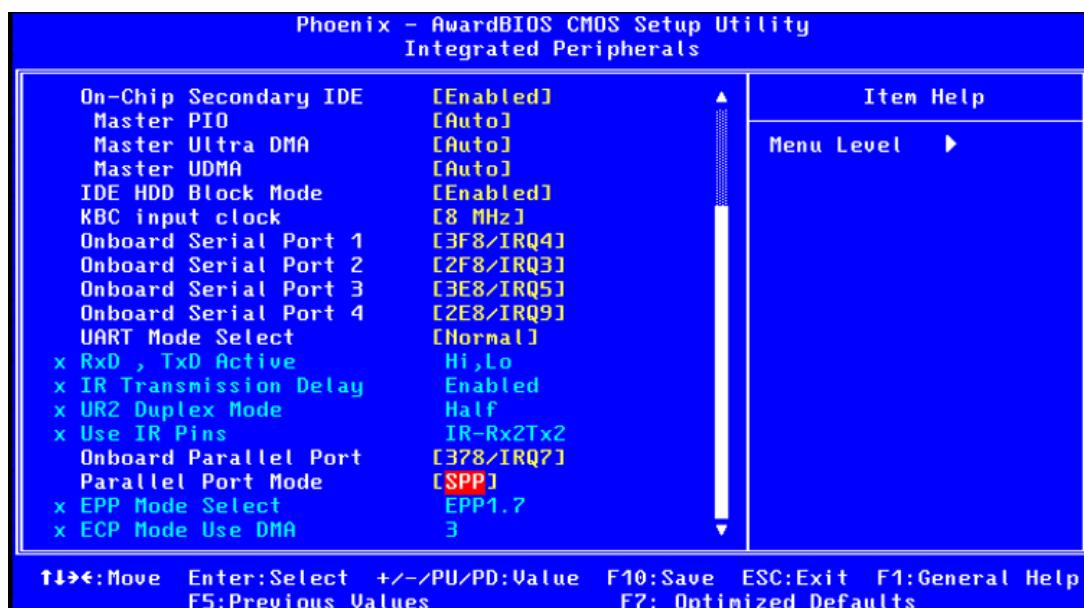 Phoenix - AwardBIOS CMOS Setup Utility
Integrated Peripherals
On-Chip Secondary IDE [Enabled]
Master PIO [Auto]
Master Ultra DMA [Auto]
Master UDMA [Auto]
IDE HDD Block Mode [Enabled]
KBC input clock [8 MHz]
Onboard Serial Port 1 [3F8/IRQ4]
Onboard Serial Port 2 [2F8/IRQ3]
Onboard Serial Port 3 [3E8/IRQ5]
Onboard Serial Port 4 [2E8/IRQ9]
UART Mode Select [Normal]
x RxD , TxD Active Hi,Lo
x IR Transmission Delay Enabled
x UR2 Duplex Mode Half
x Use IR Pins IR-Rx2Tx2
Onboard Parallel Port [378/IRQ7]
Parallel Port Mode [SPP]
x EPP Mode Select EPP1.7
x ECP Mode Use DMA 3
Item Help
Menu Level ▶
↑↓→←:Move Enter:Select +/-/PU/PD:Value F10:Save ESC:Exit F1:General Help
F5:Previous Values F7: Optimized Defaults